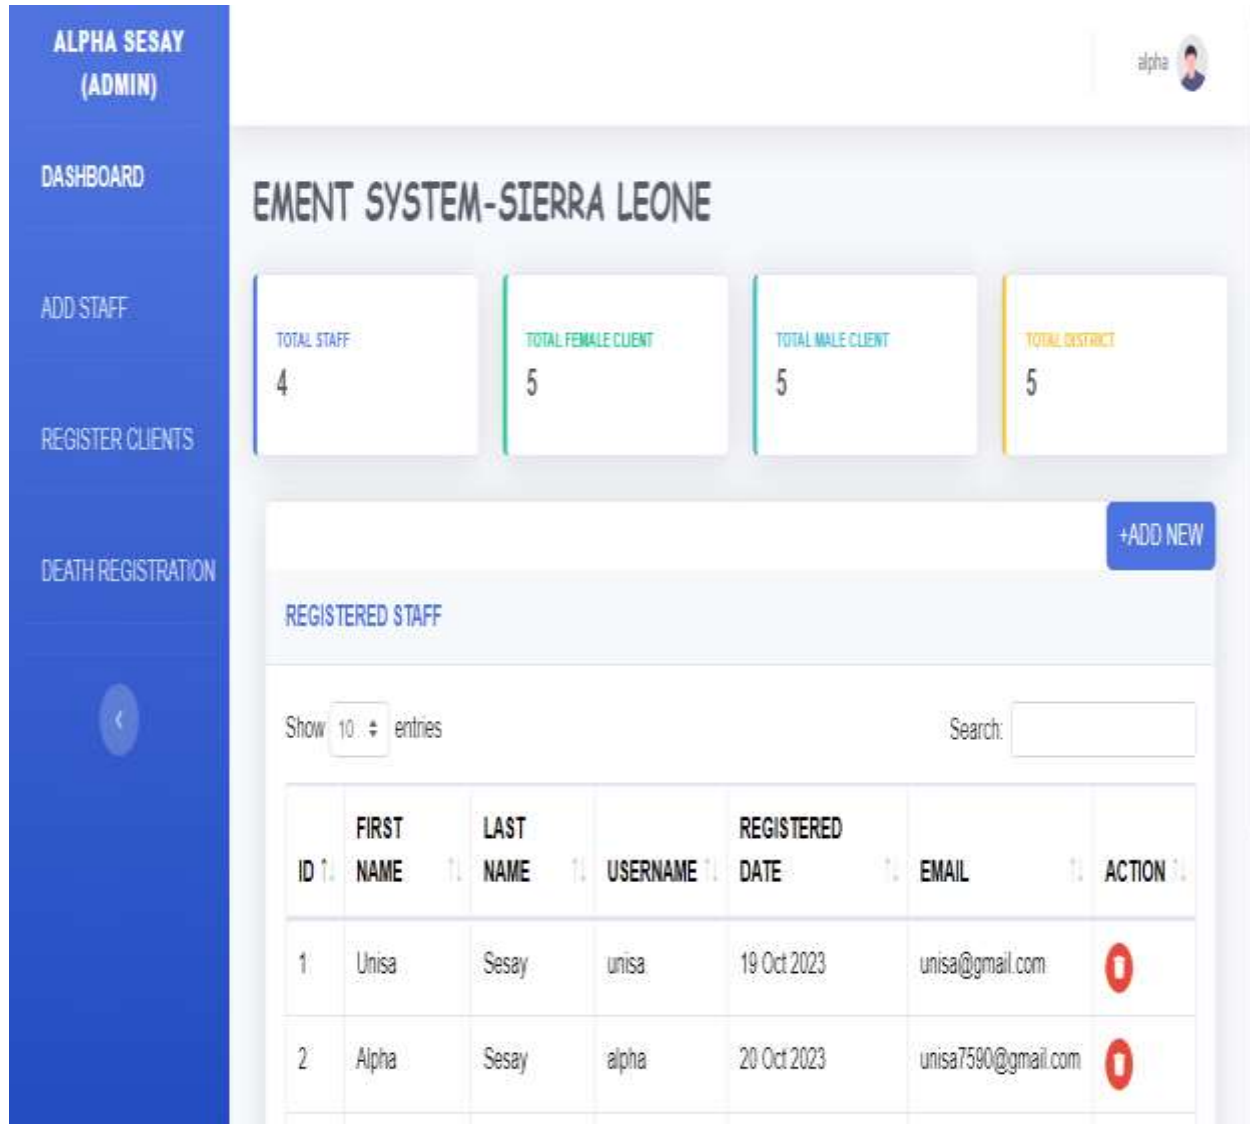 ALPHA SESAY
(ADMIN)
DASHBOARD
ADD STAFF
REGISTER CLIENTS
DEATH REGISTRATION
alpha
EMENT SYSTEM-SIERRA LEONE
TOTAL STAFF
4
TOTAL FEMALE CLIENT
5
TOTAL MALE CLIENT
5
TOTAL DISTRICT
5
+ADD NEW
REGISTERED STAFF
Show 10 entries
Search:
ID
FIRST
NAME
LAST
NAME
USERNAME
REGISTERED
DATE
EMAIL
ACTION
1 Unisa Sesay unisa 19 Oct 2023 unisa@gmail.com
2 Alpha Sesay alpha 20 Oct 2023 unisa7590@gmail.com